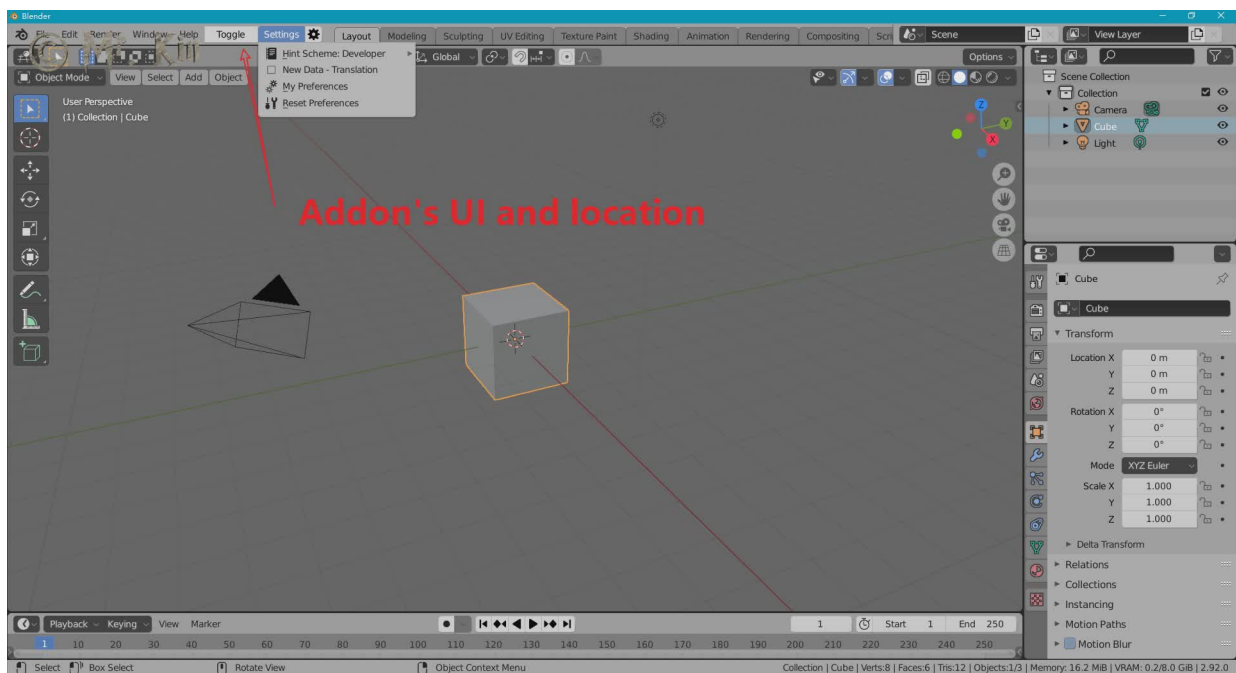 Blender
File Edit Render Window Help Toggle Settings Layout Modeling Sculpting UV Editing Texture Paint Shading Animation Rendering Compositing Scri Scene View Layer
© Mr. Kin
Hint Scheme: Developer
New Data - Translation
My Preferences
Reset Preferences
Global
Options
Object Mode View Select Add Object
User Perspective
(1) Collection | Cube
Z
Y
X
Addon's UI and location
Scene Collection
Collection
Camera
Cube
Light
Cube
Cube
Transform
Location X 0 m
Y 0 m
Z 0 m
Rotation X 0°
Y 0°
Z 0°
Mode XYZ Euler
Scale X 1.000
Y 1.000
Z 1.000
Delta Transform
Relations
Collections
Instancing
Motion Paths
Motion Blur
Playback Keying View Marker 1 Start 1 End 250
1 10 20 30 40 50 60 70 80 90 100 110 120 130 140 150 160 170 180 190 200 210 220 230 240 250
Select Box Select Rotate View Object Context Menu Collection | Cube | Verts:8 | Faces:6 | Tris:12 | Objects:1/3 | Memory: 16.2 MiB | VRAM: 0.2/8.0 GiB | 2.92.0